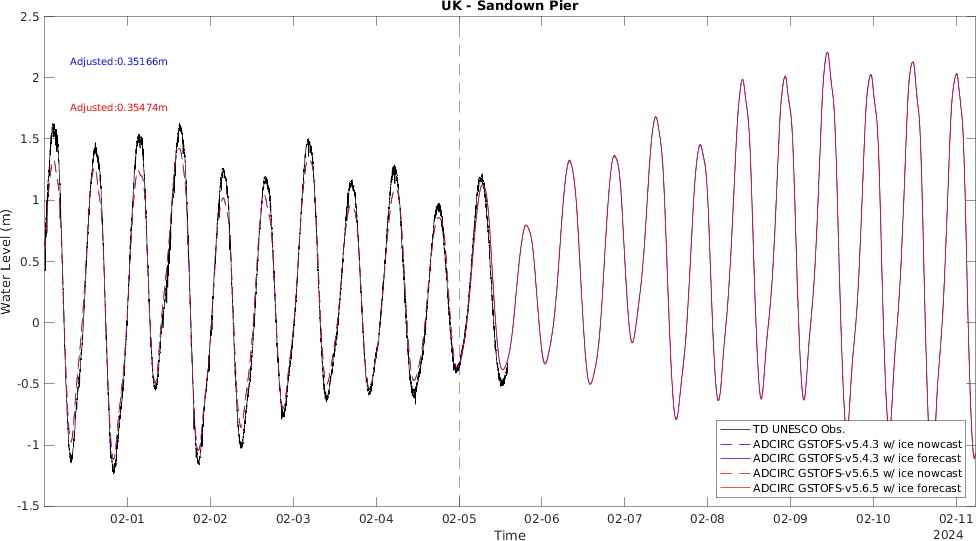 UK - Sandown Pier
2.5
2
1.5
1
0.5
0
-0.5
-1
-1.5
Water Level (m)
Adjusted:0.35166m
Adjusted:0.35474m
TD UNESCO Obs.
ADCIRC GSTOFS-v5.4.3 w/ ice nowcast
ADCIRC GSTOFS-v5.4.3 w/ ice forecast
ADCIRC GSTOFS-v5.6.5 w/ ice nowcast
ADCIRC GSTOFS-v5.6.5 w/ ice forecast
02-01 02-02 02-03 02-04 02-05 02-06 02-07 02-08 02-09 02-10 02-11
Time
2024